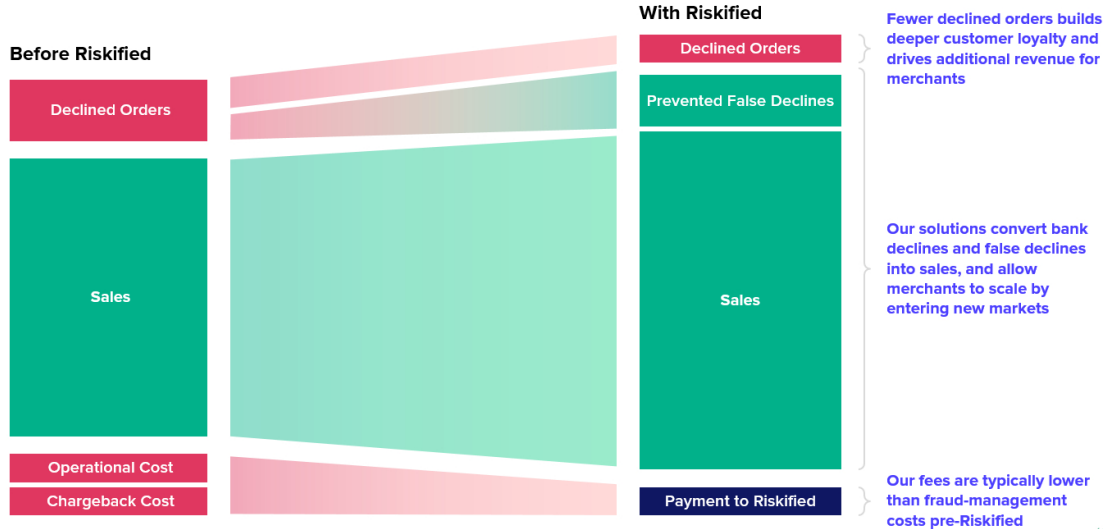 Before Riskified
Declined Orders
Sales
Operational Cost
Chargeback Cost
With Riskified
Declined Orders
Prevented False Declines
Sales
Payment to Riskified
Fewer declined orders builds
deeper customer loyalty and
drives additional revenue for
merchants
Our solutions convert bank
declines and false declines
into sales, and allow
merchants to scale by
entering new markets
Our fees are typically lower
than fraud-management
costs pre-Riskified